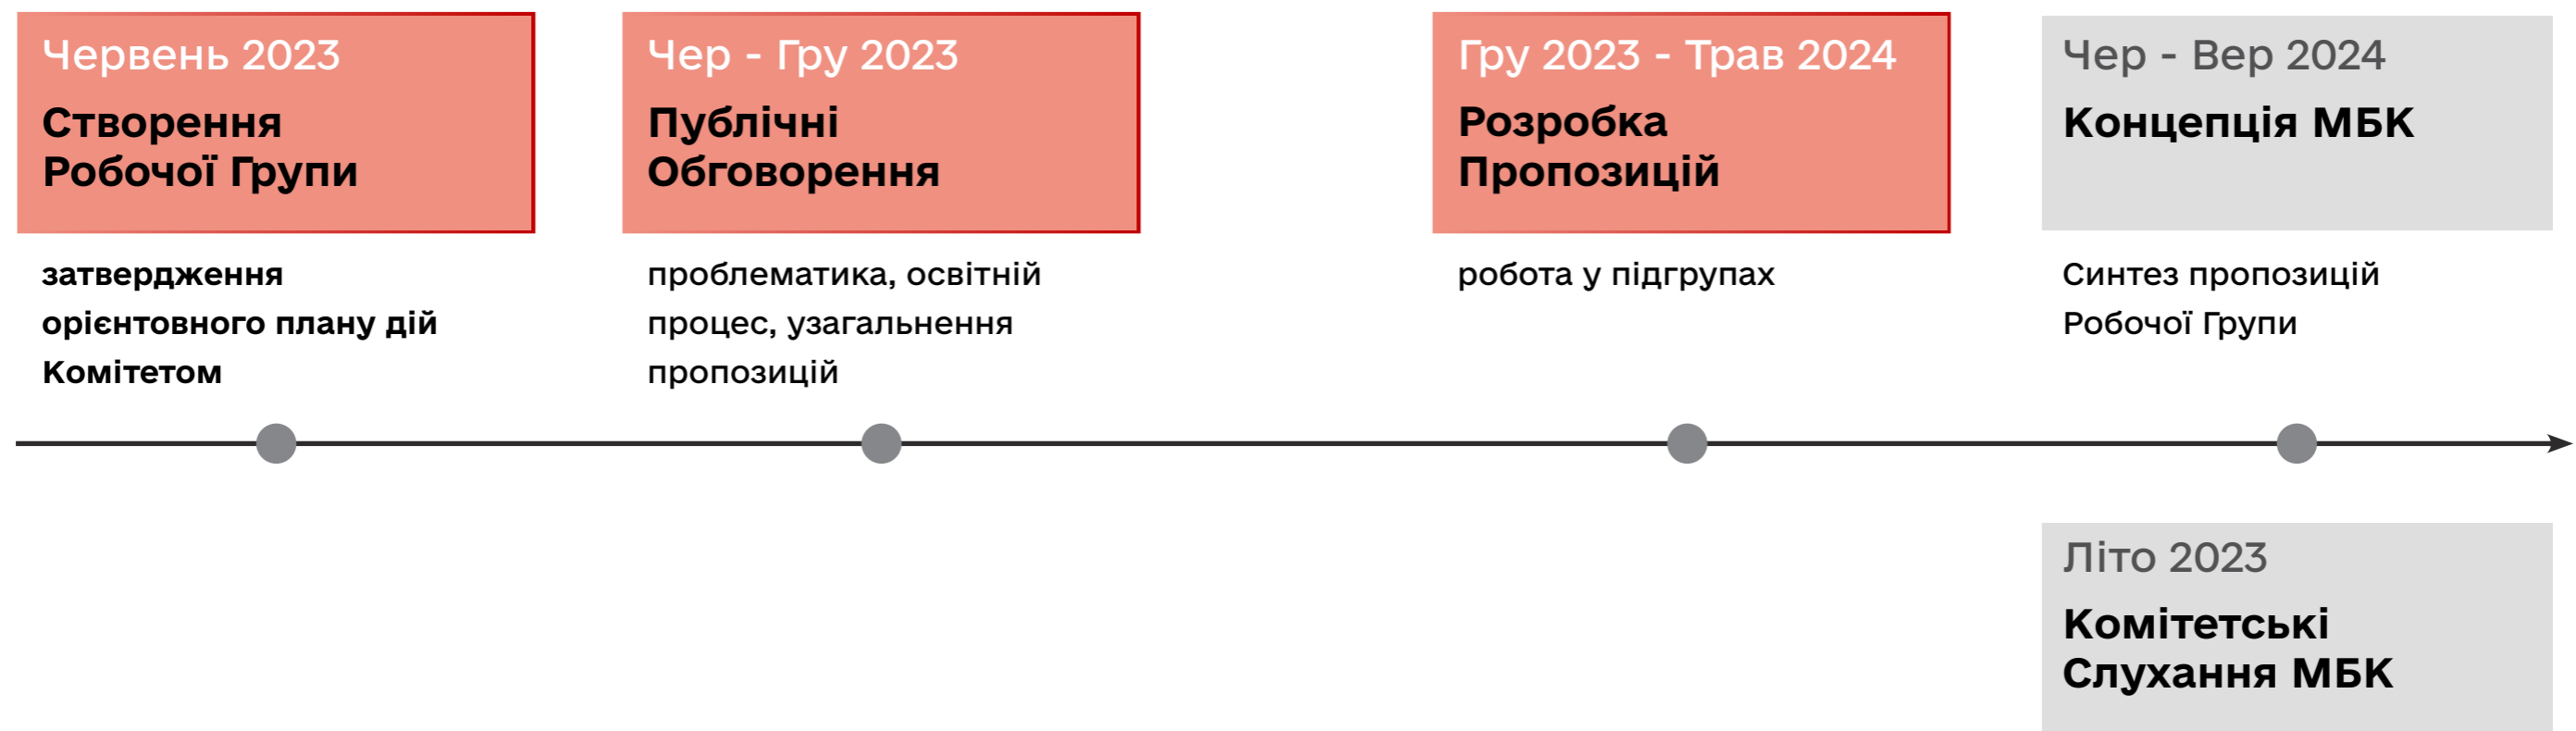 Червень 2023
Створення
Робочої Групи
затвердження
орієнтовного плану дій
Комітетом
Чер - Гру 2023
Публічні
Обговорення
проблематика, освітній
процес, узагальнення
пропозицій
Гру 2023 - Трав 2024
Розробка
Пропозицій
робота у підгрупах
Чер - Вер 2024
Концепція МБК
Синтез пропозицій
Робочої Групи
Літо 2023
Комітетські
Слухання МБК